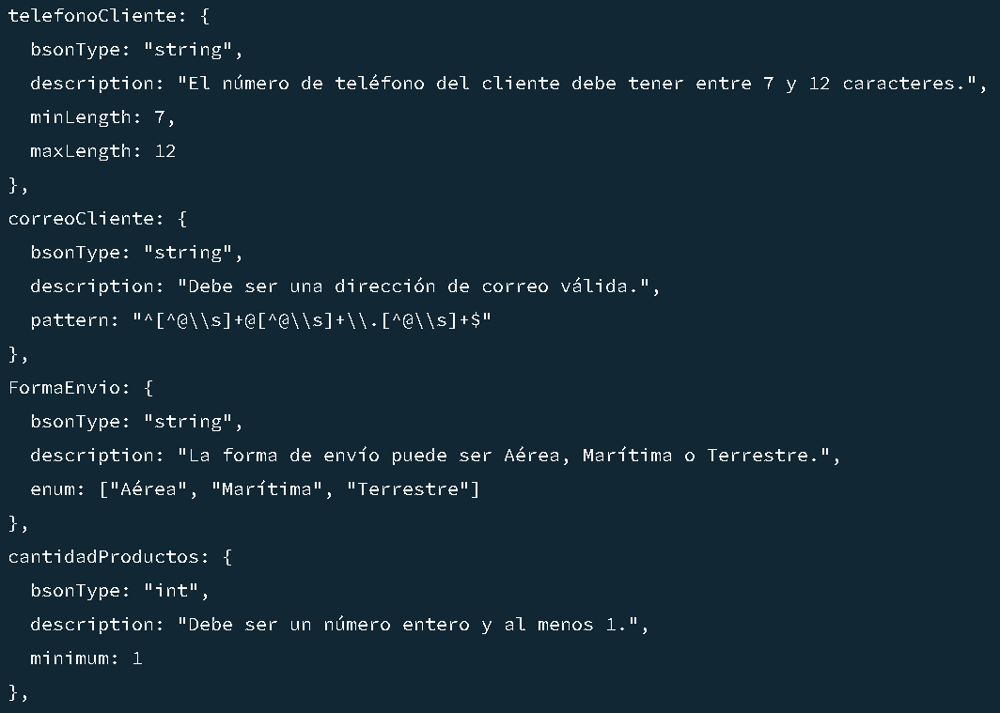 telefonoCliente: {
  bsonType: "string",
  description: "El número de teléfono del cliente debe tener entre 7 y 12 caracteres.",
  minLength: 7,
  maxLength: 12
},
correoCliente: {
  bsonType: "string",
  description: "Debe ser una dirección de correo válida.",
  pattern: "^[^@\\s]+@[^@\\s]+\\.[^@\\s]+$"
},
FormaEnvio: {
  bsonType: "string",
  description: "La forma de envío puede ser Aérea, Marítima o Terrestre.",
  enum: ["Aérea", "Marítima", "Terrestre"]
},
cantidadProductos: {
  bsonType: "int",
  description: "Debe ser un número entero y al menos 1.",
  minimum: 1
},